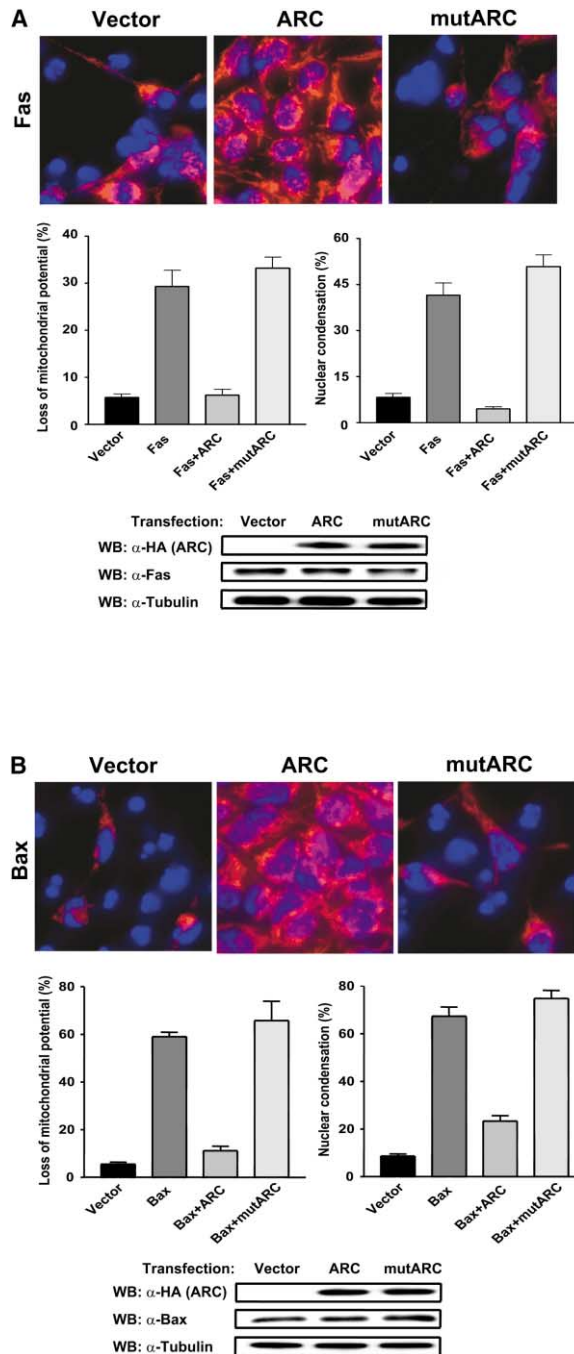 A
Vector ARC mutARC
Fas
Loss of mitochondrial potential (%)
40
30
20
10
0
Vector
Fas
Fas+ARC
Fas+mutARC
Nuclear condensation (%)
60
45
30
15
0
Vector
Fas
Fas+ARC
Fas+mutARC
Transfection: Vector ARC mutARC
WB: α-HA (ARC)
WB: α-Fas
WB: α-Tubulin
B
Vector ARC mutARC
Bax
Loss of mitochondrial potential (%)
80
60
40
20
0
Vector
Bax
Bax+ARC
Bax+mutARC
Nuclear condensation (%)
80
60
40
20
0
Vector
Bax
Bax+ARC
Bax+mutARC
Transfection: Vector ARC mutARC
WB: α-HA (ARC)
WB: α-Bax
WB: α-Tubulin